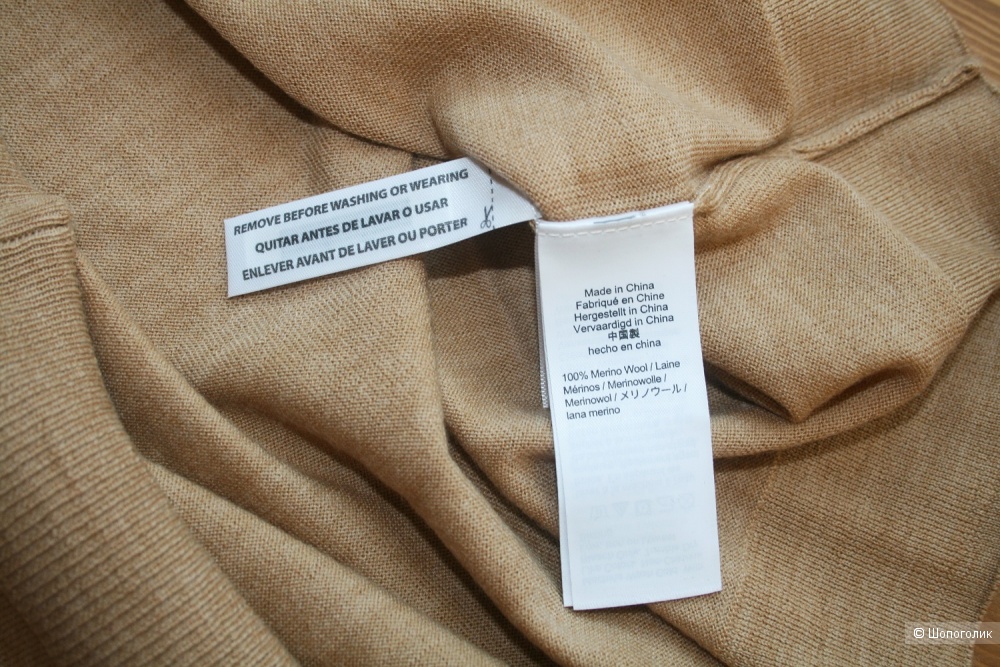 REMOVE BEFORE WASHING OR WEARING
QUITAR ANTES DE LAVAR O USAR
ENLEVER AVANT DE LAVER OU PORTER
Made in China
Fabriqué en Chine
Hergestellt in China
Vervaardigd in China
中国製
hecho en china
100% Merino Wool / Laine
Mérinos / Merinowolle /
Merinowol / メリノウール /
lana merino
© Шопоголик